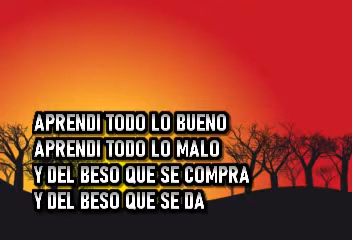 APRENDI TODO LO BUENO
APRENDI TODO LO MALO
Y DEL BESO QUE SE COMPRA
Y DEL BESO QUE SE DA